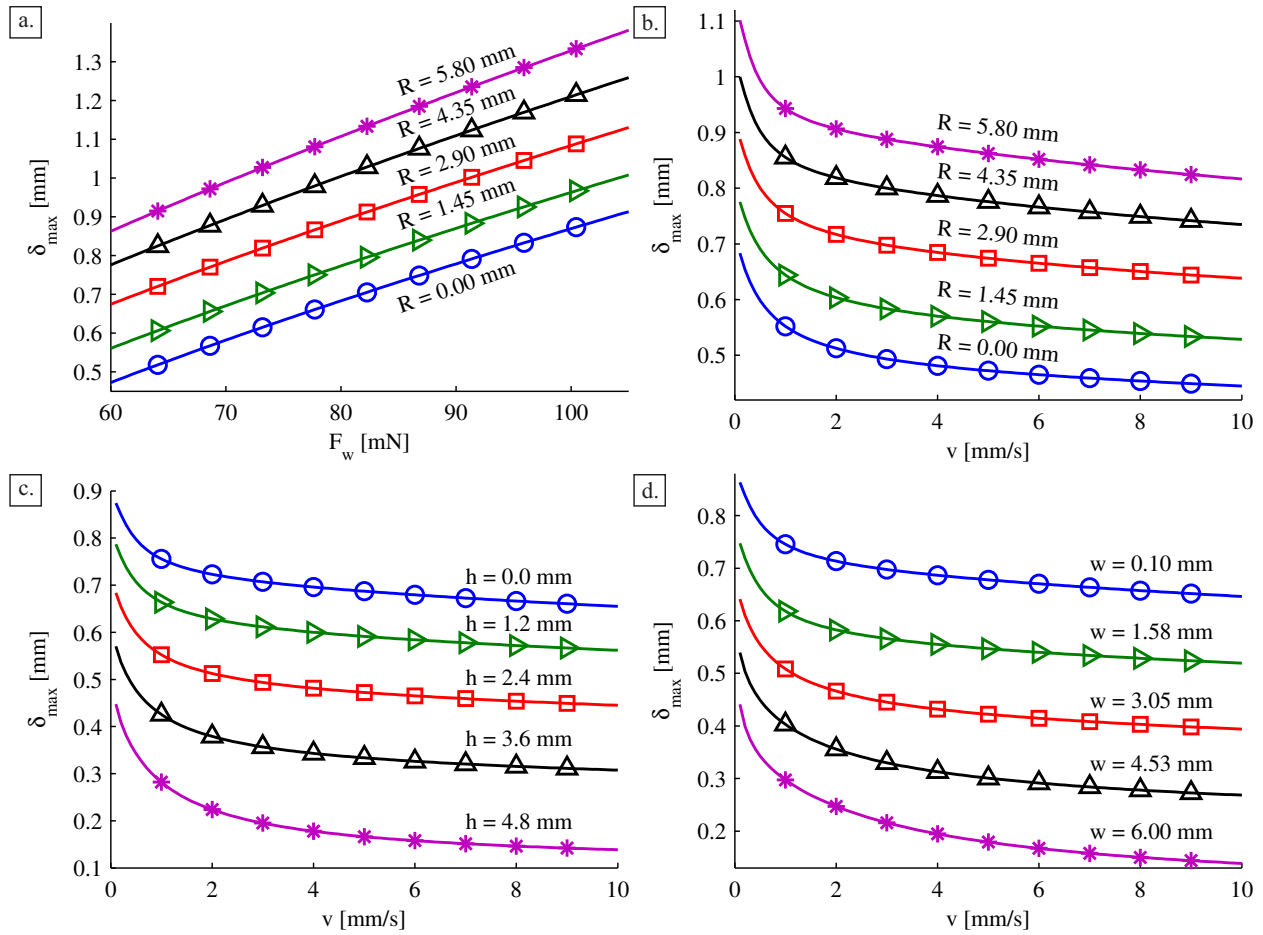 a.
1.3
1.2
1.1
1
0.9
0.8
0.7
0.6
0.5
60
70
80
90
100
δmax [mm]
Fw [mN]
R = 5.80 mm
R = 4.35 mm
R = 2.90 mm
R = 1.45 mm
R = 0.00 mm
b.
1.1
1
0.9
0.8
0.7
0.6
0.5
0
2
4
6
8
10
δmax [mm]
v [mm/s]
R = 5.80 mm
R = 4.35 mm
R = 2.90 mm
R = 1.45 mm
R = 0.00 mm
c.
0.9
0.8
0.7
0.6
0.5
0.4
0.3
0.2
0.1
0
2
4
6
8
10
δmax [mm]
v [mm/s]
h = 0.0 mm
h = 1.2 mm
h = 2.4 mm
h = 3.6 mm
h = 4.8 mm
d.
0.8
0.7
0.6
0.5
0.4
0.3
0.2
0
2
4
6
8
10
δmax [mm]
v [mm/s]
w = 0.10 mm
w = 1.58 mm
w = 3.05 mm
w = 4.53 mm
w = 6.00 mm